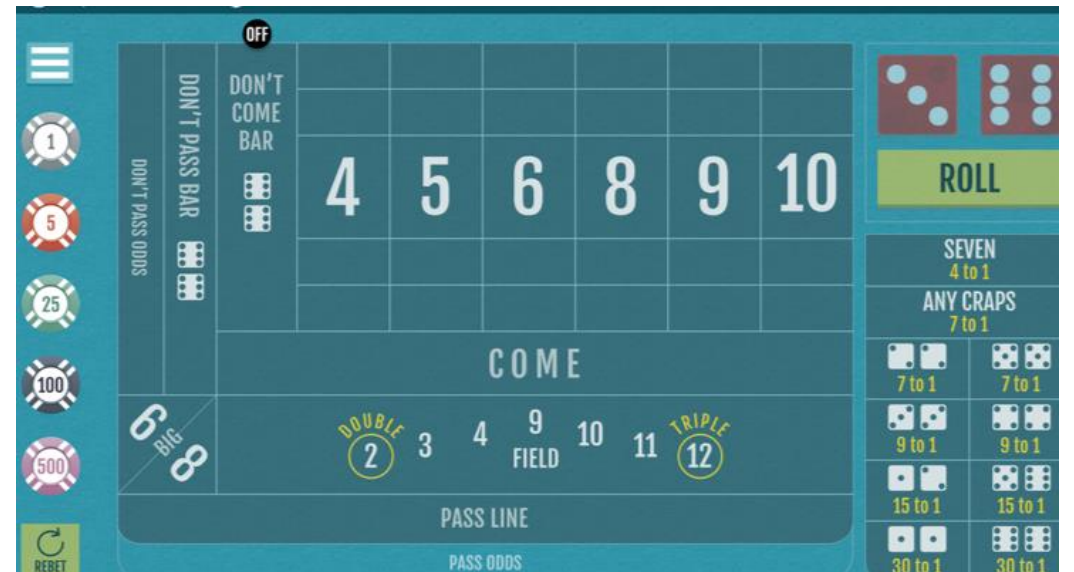 OFF
1
5
25
100
500
REBET
DON'T PASS ODDS
DON'T PASS BAR
DON'T
COME
BAR
4 5 6 8 9 10
COME
6 BIG 8
DOUBLE
2 3 4 9 10 11
FIELD
TRIPLE
12
PASS LINE
PASS ODDS
ROLL
SEVEN
4 to 1
ANY CRAPS
7 to 1
7 to 1 7 to 1
9 to 1 9 to 1
15 to 1 15 to 1
30 to 1 30 to 1